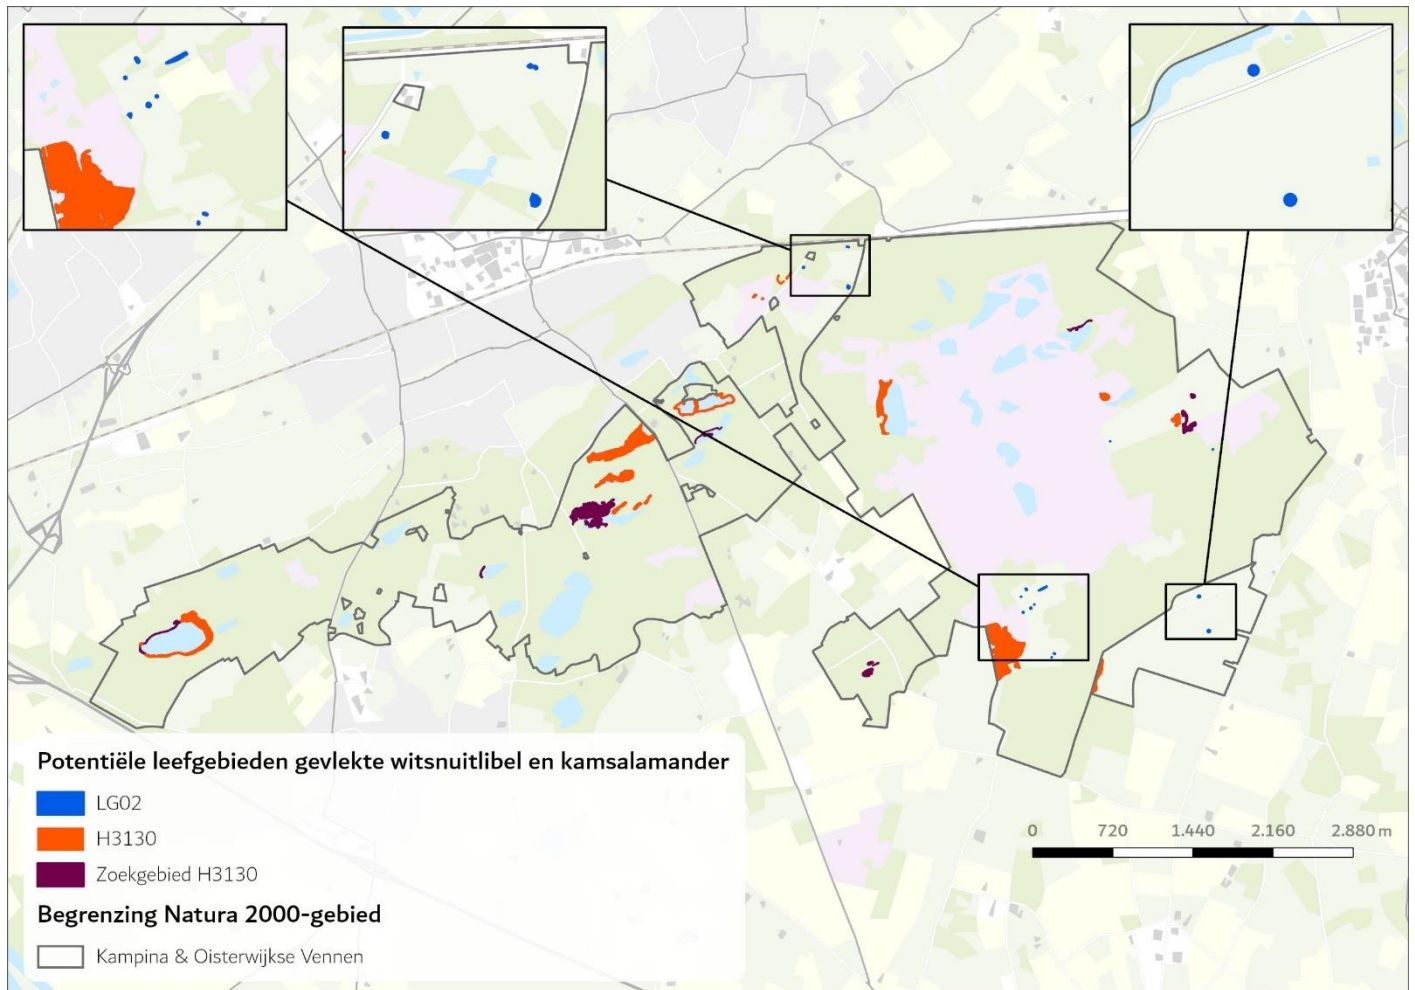 Potentiële leefgebieden gevlekte witsnuitlibel en kamsalamander
LG02
H3130
Zoekgebied H3130
Begrenzing Natura 2000-gebied
Kampina & Oisterwijkse Vennen
0 720 1.440 2.160 2.880 m